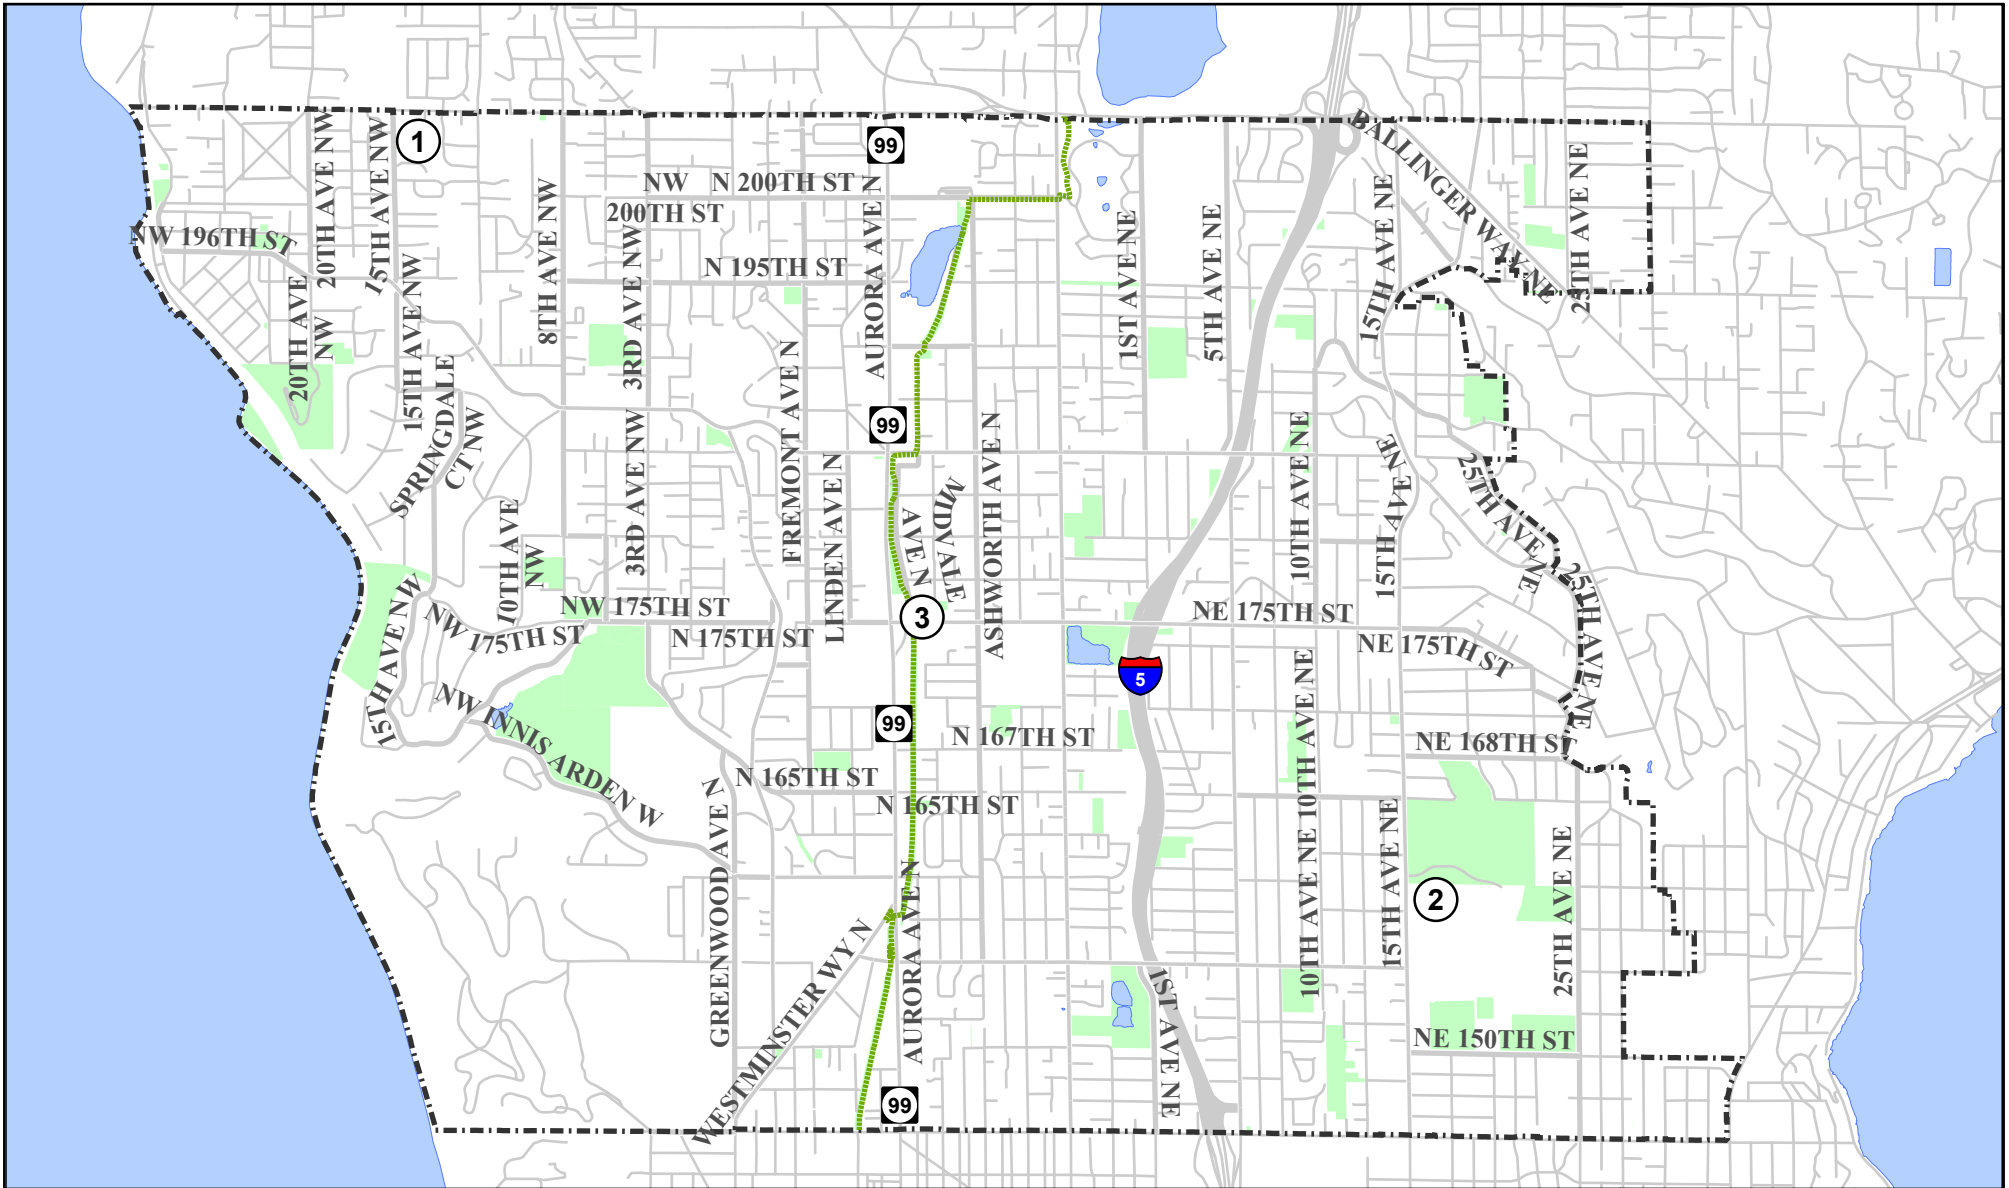 1
99
BALLINGER WAY NE
20TH AVE NW
15TH AVE NW
8TH AVE NW
NW
200TH ST
N 200TH ST
AURORA AVE N
15TH AVE NE
25TH AVE NE
NW 196TH ST
3RD AVE NW
N 195TH ST
1ST AVE NE
5TH AVE NE
20TH AVE
NW
15TH AVE NW
SPRINGDALE
CT NW
FREMONT AVE N
99
3RD AVE NW
LINDEN AVE N
MIDVALE
AVE N
ASHWORTH AVE N
10TH AVE NE
15TH AVE NE
25TH AVE NE
10TH AVE
NW
25TH AVE NE
15TH AVE NW
NW 175TH ST
NW 175TH ST
N 175TH ST
3
NE 175TH ST
NE 175TH ST
5
NW INNIS ARDEN W
99
N 167TH ST
10TH AVE NE
NE 168TH ST
N 165TH ST
N 165TH ST
GREENWOOD AVE N
10TH AVE NE
15TH AVE NE
2
25TH AVE NE
AURORA AVE N
WESTMINSTER WY N
1ST AVE NE
NE 150TH ST
99